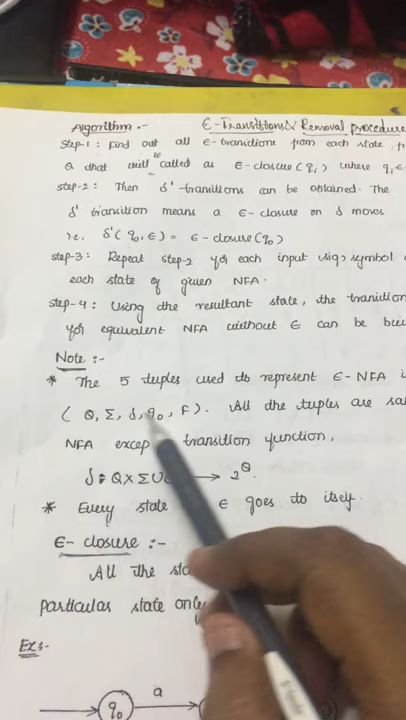 Algorithm :- ε-Transitions & Removal procedure
Step-1 : Find out all ε-transitions from each state
Q that will be called as ε-closure(qi) where qi ∈
step-2 : Then δ' transitions can be obtained. The
δ' transition means a ε-closure on δ moves
i.e. δ'(q0, ε) = ε-closure(q0)
step-3 : Repeat step-2 for each input symbol
each state of given NFA.
step-4 : Using the resultant state, the
for equivalent NFA without ε can be
Note :-
* The 5 tuples used to represent ε-NFA
( Q, Σ, δ, q0, F). All the tuples are
NFA transition function,
δ : Q X Σ U → 2^Q.
* Every state ε goes to itself.
ε-closure :-
All the
particular state only
Ex:-
q0 a